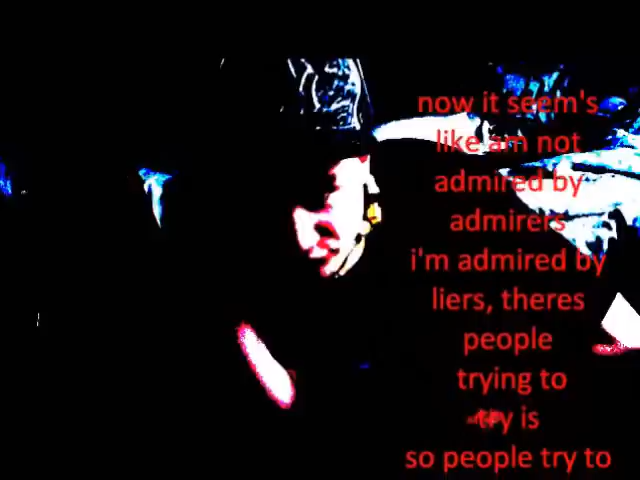 now it seem's
like am not
admired by
admirers
i'm admired by
liers, theres
people
trying to
try is
so people try to